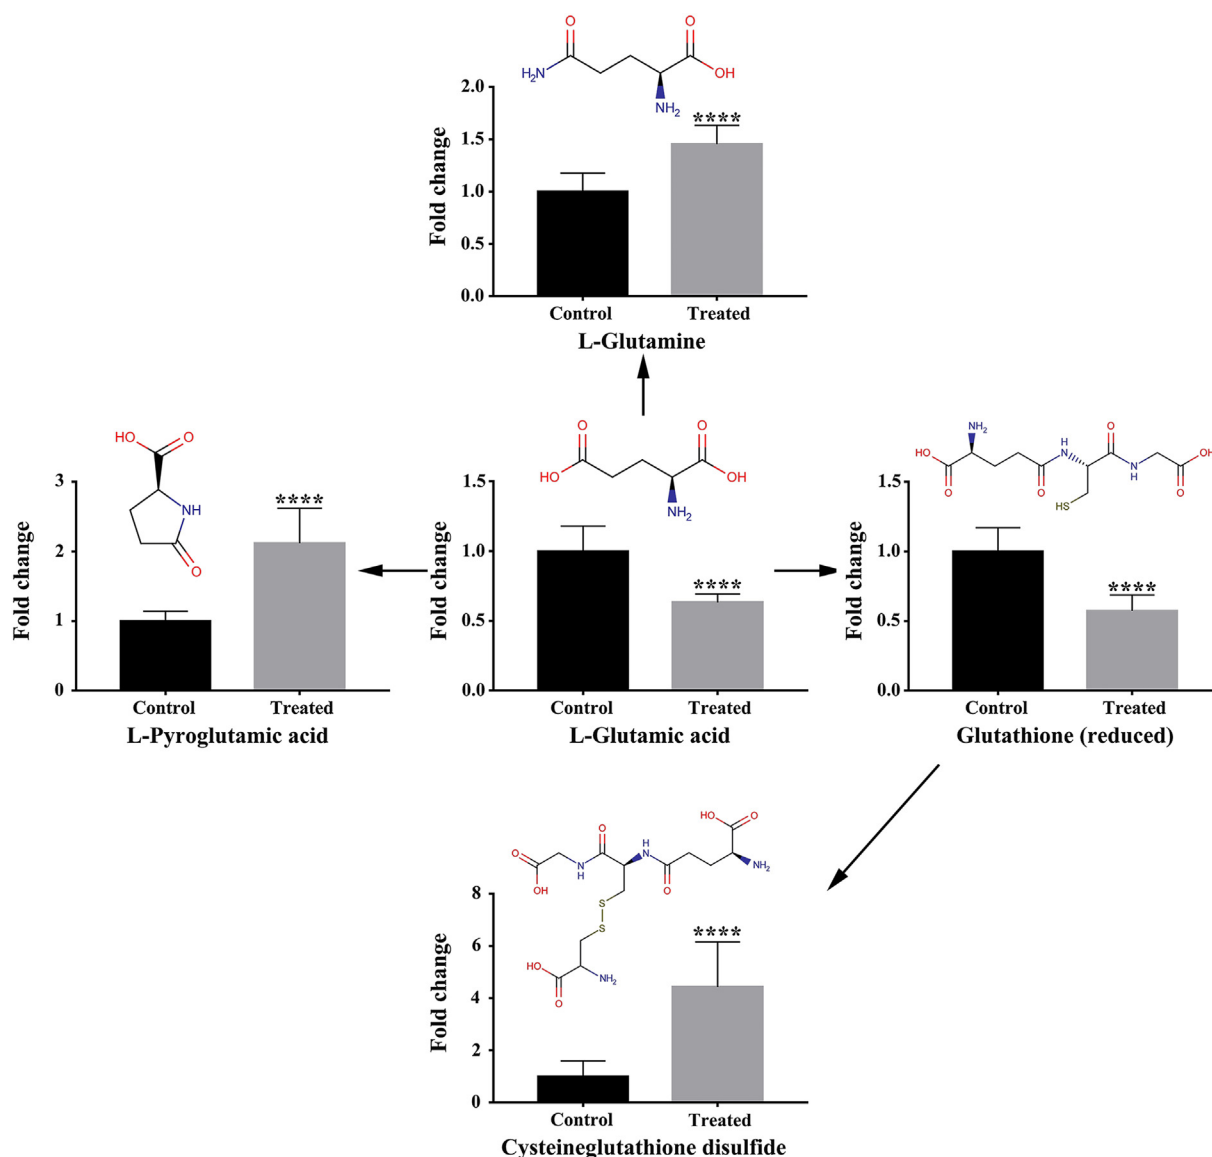 O
O
H₂N
OH
NH₂
2.0
1.5
1.0
0.5
0.0
Fold change
****
Control
Treated
L-Glutamine
HO
O
NH
O
3
2
1
0
Fold change
****
Control
Treated
L-Pyroglutamic acid
O
O
HO
OH
NH₂
1.5
1.0
0.5
0.0
Fold change
****
Control
Treated
L-Glutamic acid
NH₂
HO
O
O
H
N
O
HS
N
H
O
OH
1.5
1.0
0.5
0.0
Fold change
****
Control
Treated
Glutathione (reduced)
O
OH
N
H
O
H
N
O
HO
O
NH₂
S
S
HO
O
NH₂
8
6
4
2
0
Fold change
****
Control
Treated
Cysteineglutathione disulfide